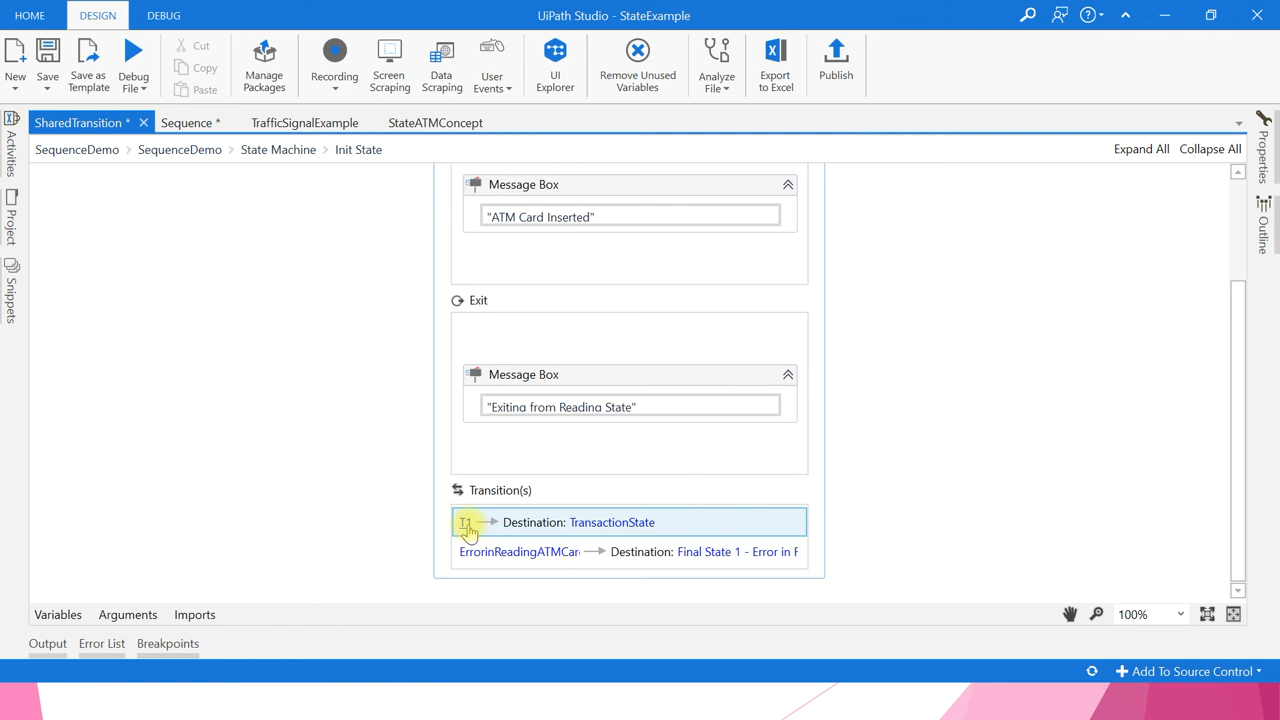 HOME
DESIGN
DEBUG
UiPath Studio - StateExample
New
Save
Save as Template
Debug File
Cut
Copy
Paste
Manage Packages
Recording
Screen Scraping
Data Scraping
User Events
UI Explorer
Remove Unused Variables
Analyze File
Export to Excel
Publish
SharedTransition *
Sequence *
TrafficSignalExample
StateATMConcept
SequenceDemo > SequenceDemo > State Machine > Init State
Expand All
Collapse All
Activities
Project
Snippets
Properties
Outline
Message Box
"ATM Card Inserted"
Exit
Message Box
"Exiting from Reading State"
Transition(s)
T1 Destination: TransactionState
ErrorinReadingATMCar Destination: Final State 1 - Error in F
Variables
Arguments
Imports
100%
Output
Error List
Breakpoints
Add To Source Control